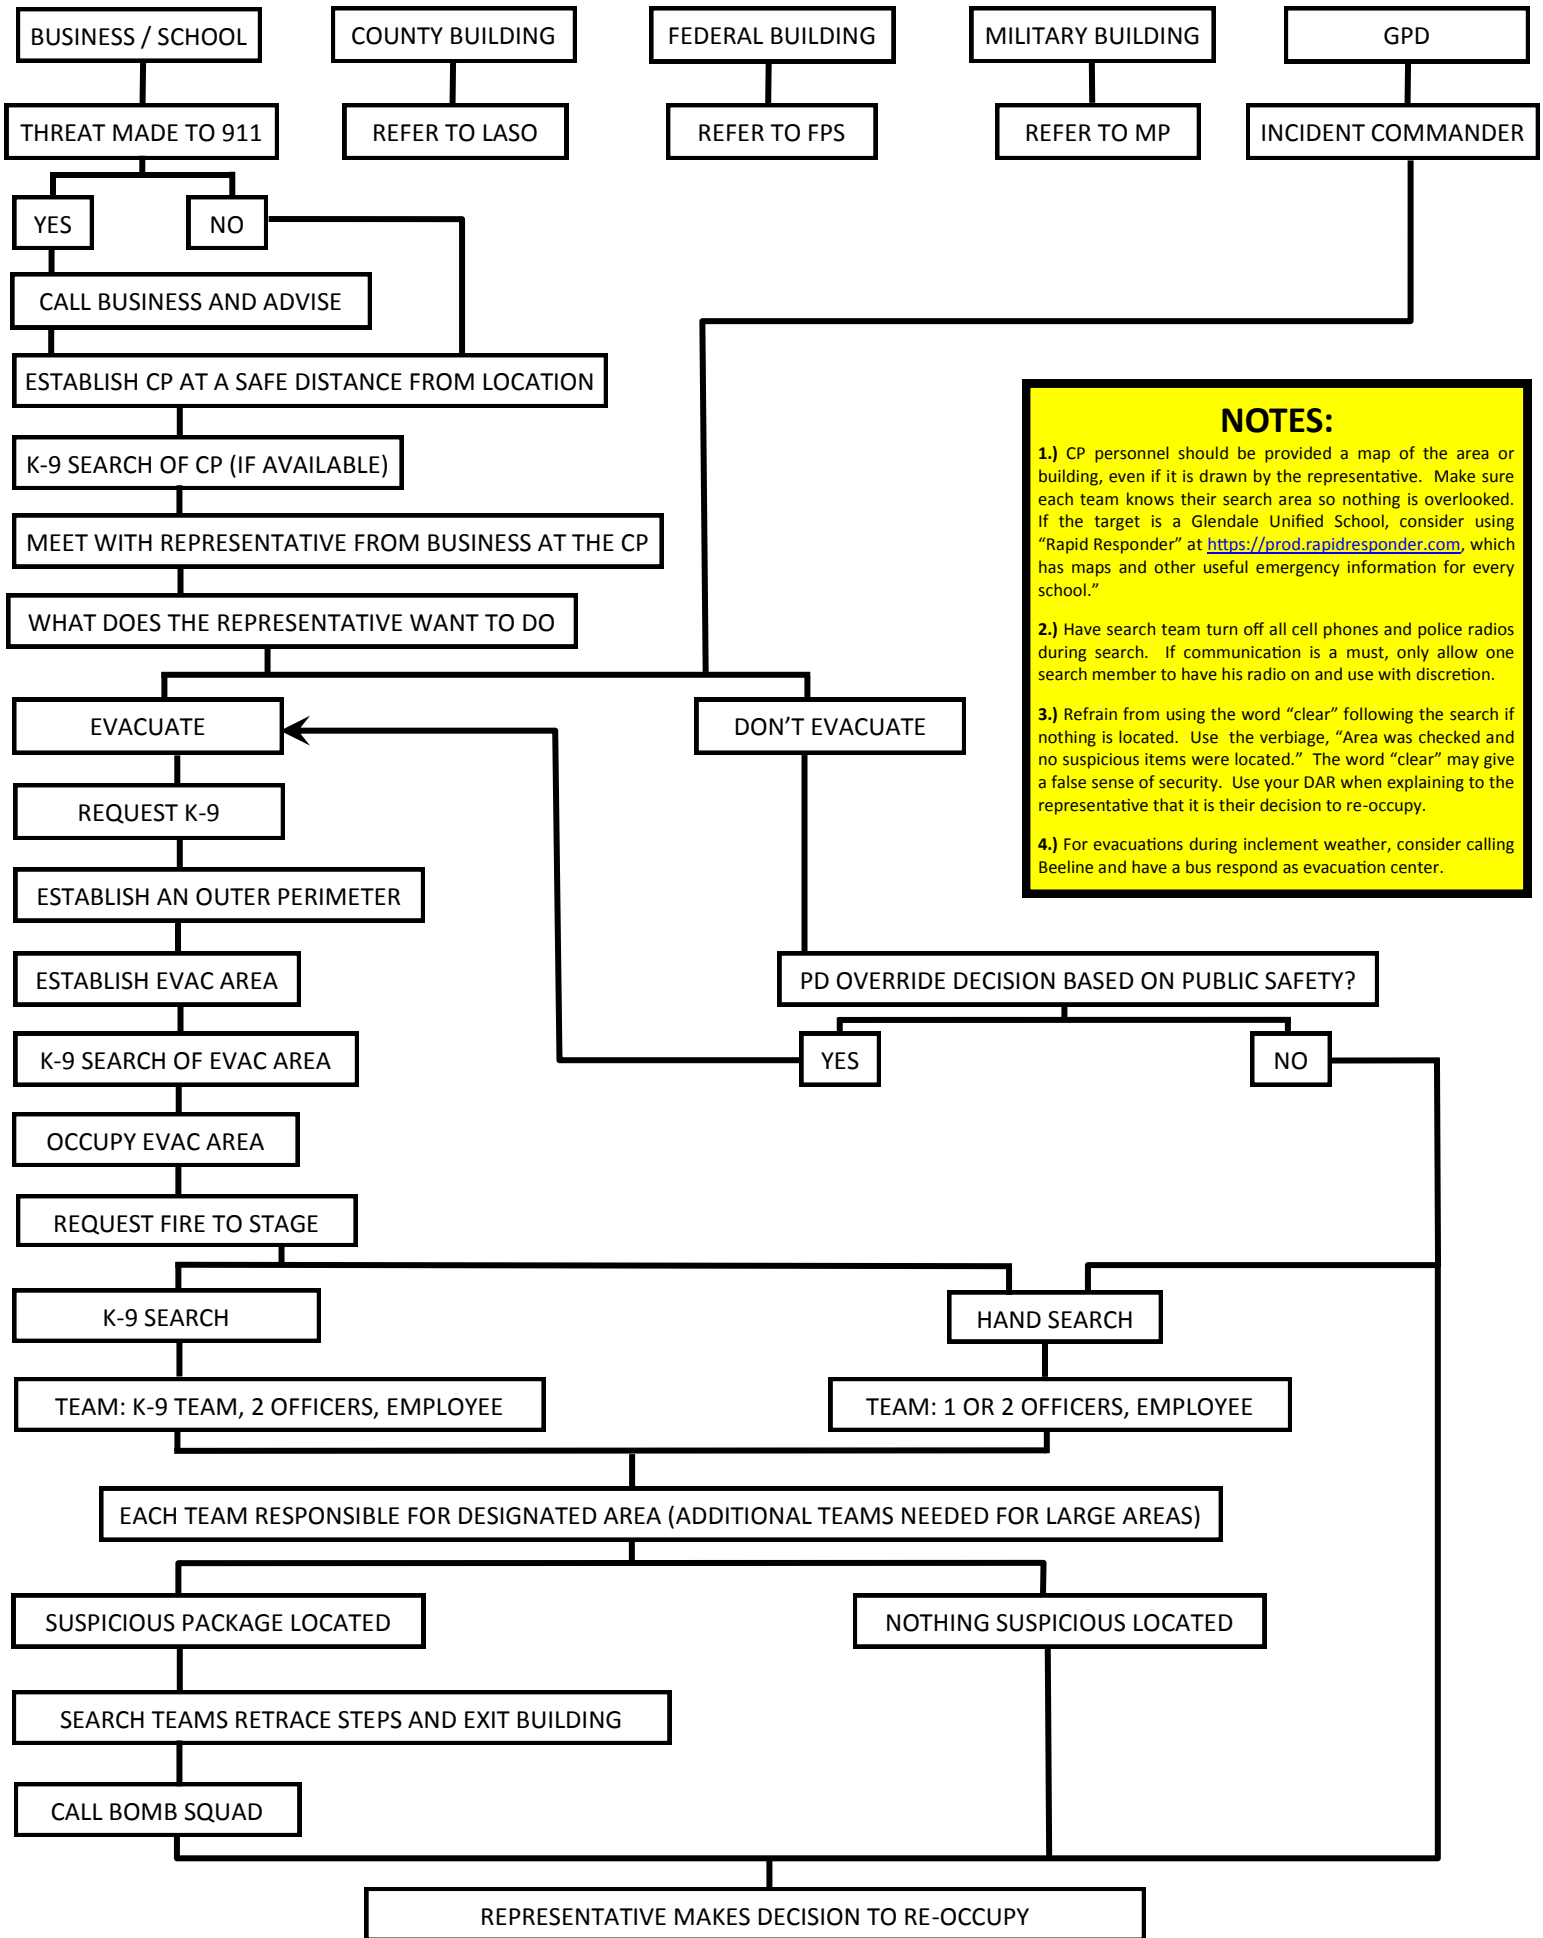 BUSINESS / SCHOOL
COUNTY BUILDING
FEDERAL BUILDING
MILITARY BUILDING
GPD
THREAT MADE TO 911
REFER TO LASO
REFER TO FPS
REFER TO MP
INCIDENT COMMANDER
YES
NO
CALL BUSINESS AND ADVISE
ESTABLISH CP AT A SAFE DISTANCE FROM LOCATION
K-9 SEARCH OF CP (IF AVAILABLE)
MEET WITH REPRESENTATIVE FROM BUSINESS AT THE CP
WHAT DOES THE REPRESENTATIVE WANT TO DO
NOTES:
1.) CP personnel should be provided a map of the area or
building, even if it is drawn by the representative. Make sure
each team knows their search area so nothing is overlooked.
If the target is a Glendale Unified School, consider using
“Rapid Responder” at https://prod.rapidresponder.com, which
has maps and other useful emergency information for every
school.”
2.) Have search team turn off all cell phones and police radios
during search. If communication is a must, only allow one
search member to have his radio on and use with discretion.
3.) Refrain from using the word “clear” following the search if
nothing is located. Use the verbiage, “Area was checked and
no suspicious items were located.” The word “clear” may give
a false sense of security. Use your DAR when explaining to the
representative that it is their decision to re-occupy.
4.) For evacuations during inclement weather, consider calling
Beeline and have a bus respond as evacuation center.
EVACUATE
DON’T EVACUATE
REQUEST K-9
ESTABLISH AN OUTER PERIMETER
ESTABLISH EVAC AREA
PD OVERRIDE DECISION BASED ON PUBLIC SAFETY?
K-9 SEARCH OF EVAC AREA
YES
NO
OCCUPY EVAC AREA
REQUEST FIRE TO STAGE
K-9 SEARCH
HAND SEARCH
TEAM: K-9 TEAM, 2 OFFICERS, EMPLOYEE
TEAM: 1 OR 2 OFFICERS, EMPLOYEE
EACH TEAM RESPONSIBLE FOR DESIGNATED AREA (ADDITIONAL TEAMS NEEDED FOR LARGE AREAS)
SUSPICIOUS PACKAGE LOCATED
NOTHING SUSPICIOUS LOCATED
SEARCH TEAMS RETRACE STEPS AND EXIT BUILDING
CALL BOMB SQUAD
REPRESENTATIVE MAKES DECISION TO RE-OCCUPY